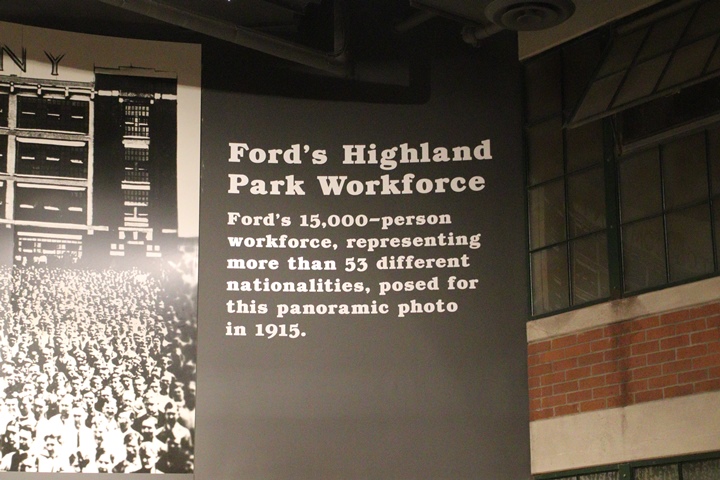 NY
Ford's Highland
Park Workforce
Ford's 15,000-person
workforce, representing
more than 53 different
nationalities, posed for
this panoramic photo
in 1915.